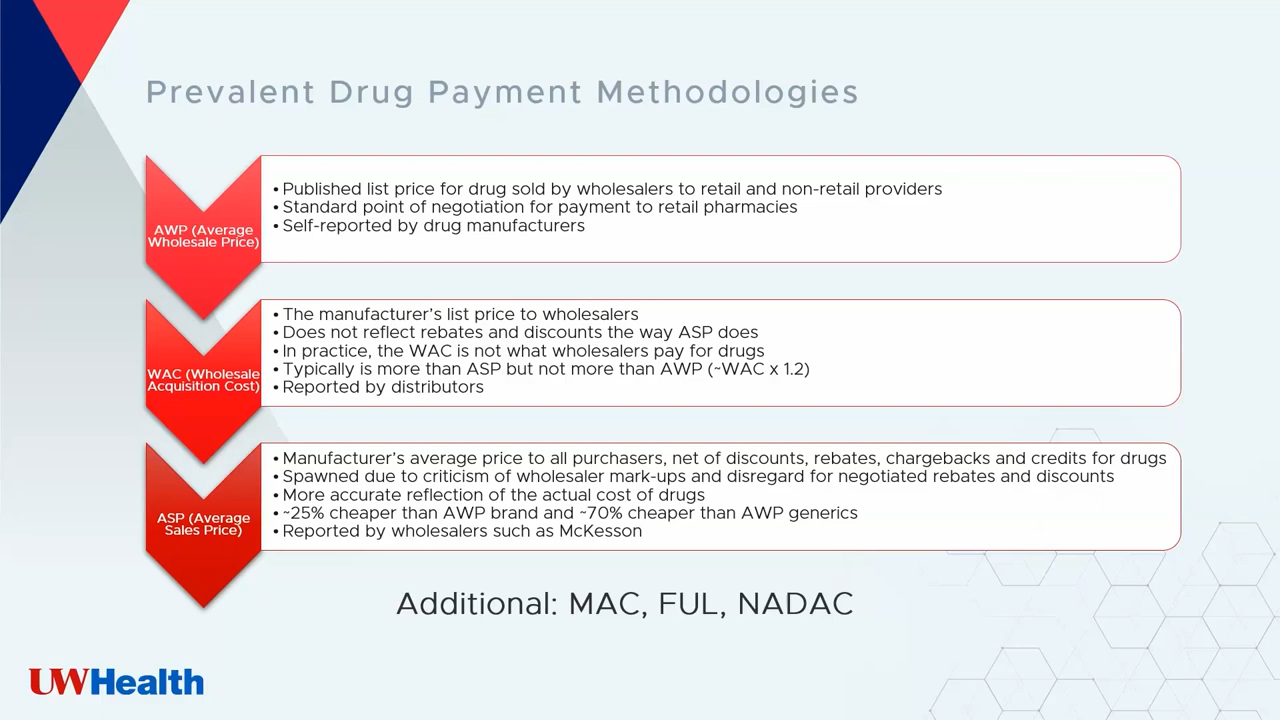 Prevalent Drug Payment Methodologies
AWP (Average
Wholesale Price)
• Published list price for drug sold by wholesalers to retail and non-retail providers
• Standard point of negotiation for payment to retail pharmacies
• Self-reported by drug manufacturers
WAC (Wholesale
Acquisition Cost)
• The manufacturer’s list price to wholesalers
• Does not reflect rebates and discounts the way ASP does
• In practice, the WAC is not what wholesalers pay for drugs
• Typically is more than ASP but not more than AWP (~WAC x 1.2)
• Reported by distributors
ASP (Average
Sales Price)
• Manufacturer’s average price to all purchasers, net of discounts, rebates, chargebacks and credits for drugs
• Spawned due to criticism of wholesaler mark-ups and disregard for negotiated rebates and discounts
• More accurate reflection of the actual cost of drugs
• ~25% cheaper than AWP brand and ~70% cheaper than AWP generics
• Reported by wholesalers such as McKesson
Additional: MAC, FUL, NADAC
UWHealth